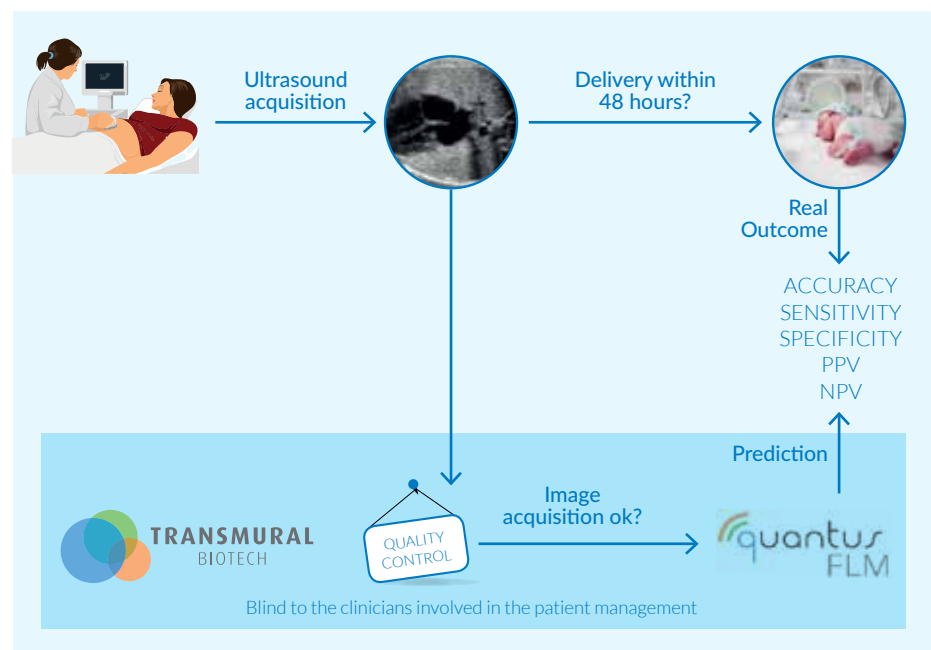 Ultrasound
acquisition
Delivery within
48 hours?
Real
Outcome
ACCURACY
SENSITIVITY
SPECIFICITY
PPV
NPV
Prediction
TRANSMURAL
BIOTECH
QUALITY
CONTROL
Image
acquisition ok?
quantus
FLM
Blind to the clinicians involved in the patient management